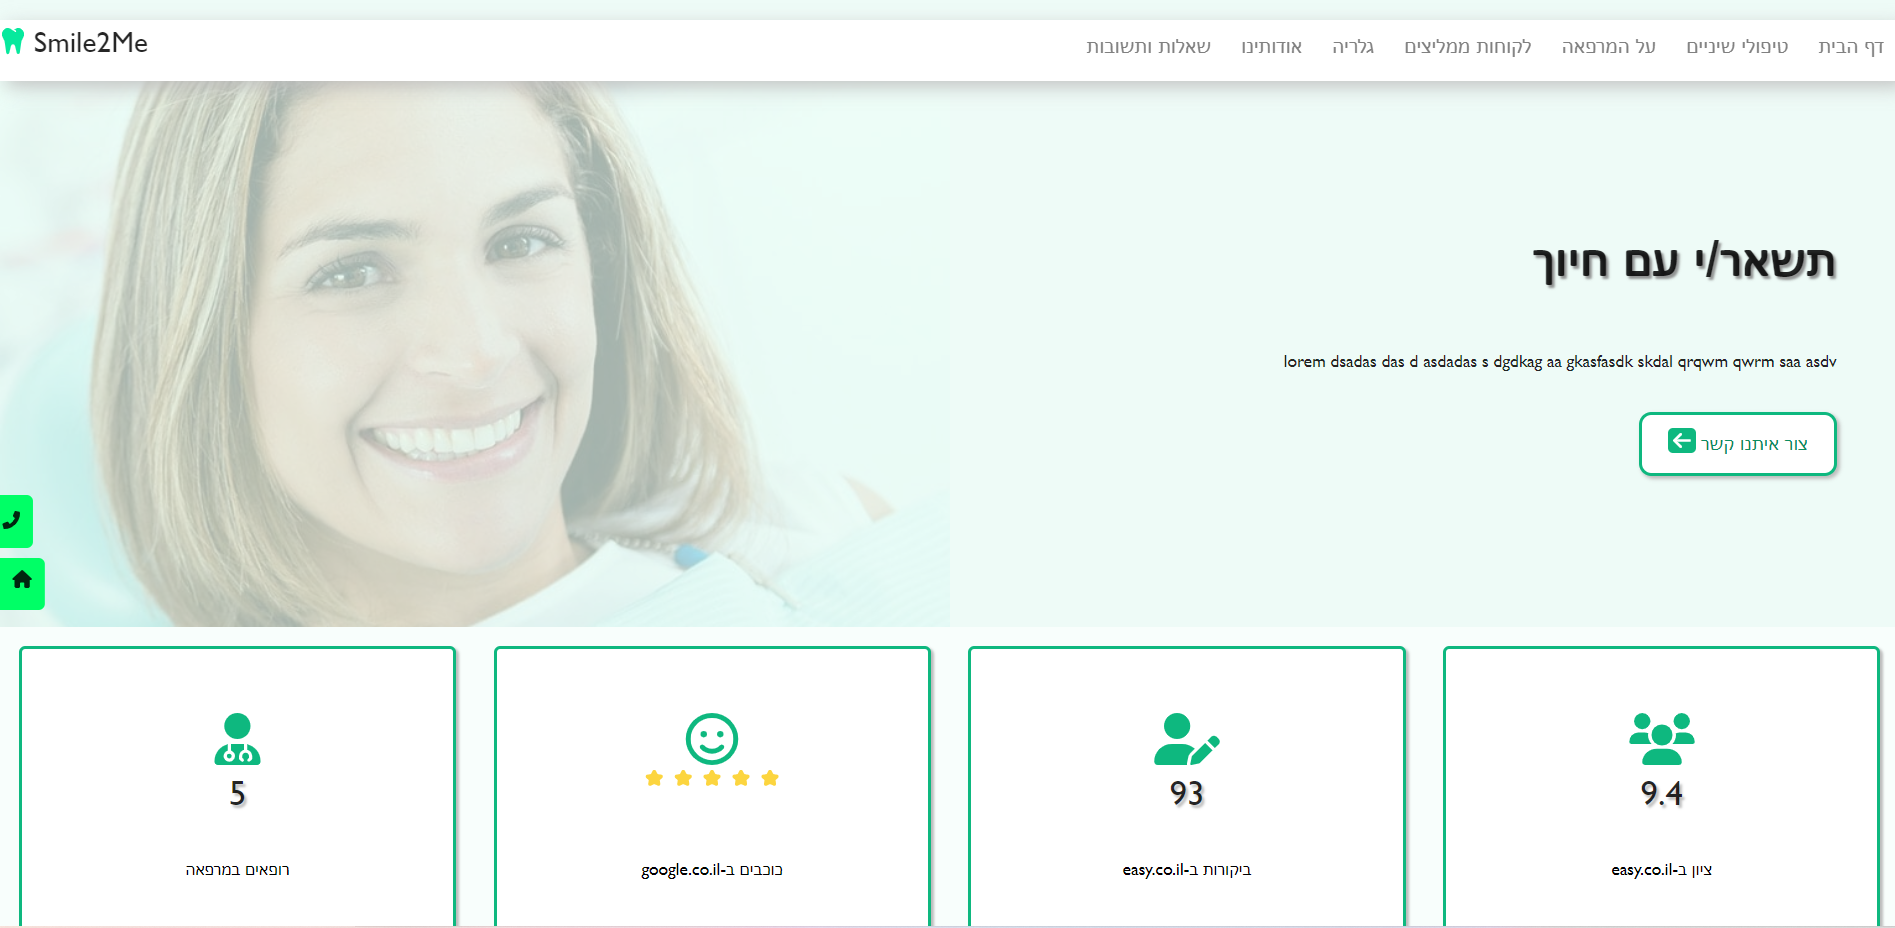 Smile2Me
דף הבית
טיפולי שיניים
על המרפאה
לקוחות ממליצים
גלריה
אודותינו
שאלות ותשובות
תשאר/י עם חיוך
lorem dsadas das d asdadas s dgdkag aa gkasfasdk skdal qrqwm qwrm saa asdv
צור איתנו קשר
9.4
ציון ב-easy.co.il
93
ביקורות ב-easy.co.il
כוכבים ב-google.co.il
5
רופאים במרפאה